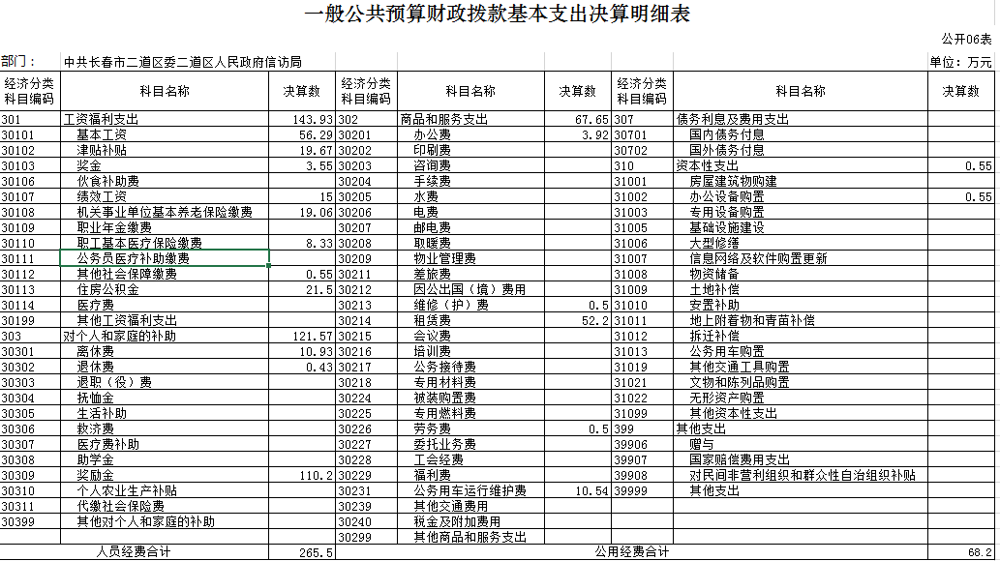 一般公共预算财政拨款基本支出决算明细表
公开06表
部门： 中共长春市二道区委二道区人民政府信访局 单位：万元
经济分类科目编码 科目名称 决算数 经济分类科目编码 科目名称 决算数 经济分类科目编码 科目名称 决算数
301 工资福利支出 143.93 302 商品和服务支出 67.65 307 债务利息及费用支出
30101 基本工资 56.29 30201 办公费 3.92 30701 国内债务付息
30102 津贴补贴 19.67 30202 印刷费 30702 国外债务付息
30103 奖金 3.55 30203 咨询费 310 资本性支出 0.55
30106 伙食补助费 30204 手续费 31001 房屋建筑物购建
30107 绩效工资 15 30205 水费 31002 办公设备购置 0.55
30108 机关事业单位基本养老保险缴费 19.06 30206 电费 31003 专用设备购置
30109 职业年金缴费 30207 邮电费 31005 基础设施建设
30110 职工基本医疗保险缴费 8.33 30208 取暖费 31006 大型修缮
30111 公务员医疗补助缴费 30209 物业管理费 31007 信息网络及软件购置更新
30112 其他社会保障缴费 0.55 30211 差旅费 31008 物资储备
30113 住房公积金 21.5 30212 因公出国（境）费用 31009 土地补偿
30114 医疗费 30213 维修（护）费 0.5 31010 安置补助
30199 其他工资福利支出 30214 租赁费 52.2 31011 地上附着物和青苗补偿
303 对个人和家庭的补助 121.57 30215 会议费 31012 拆迁补偿
30301 离休费 10.93 30216 培训费 31013 公务用车购置
30302 退休费 0.43 30217 公务接待费 31019 其他交通工具购置
30303 退职（役）费 30218 专用材料费 31021 文物和陈列品购置
30304 抚恤金 30224 被装购置费 31022 无形资产购置
30305 生活补助 30225 专用燃料费 31099 其他资本性支出
30306 救济费 30226 劳务费 0.5 399 其他支出
30307 医疗费补助 30227 委托业务费 39906 赠与
30308 助学金 30228 工会经费 39907 国家赔偿费用支出
30309 奖励金 110.2 30229 福利费 39908 对民间非营利组织和群众性自治组织补贴
30310 个人农业生产补贴 30231 公务用车运行维护费 10.54 39999 其他支出
30311 代缴社会保险费 30239 其他交通费用
30399 其他对个人和家庭的补助 30240 税金及附加费用
30299 其他商品和服务支出
人员经费合计 265.5 公用经费合计 68.2